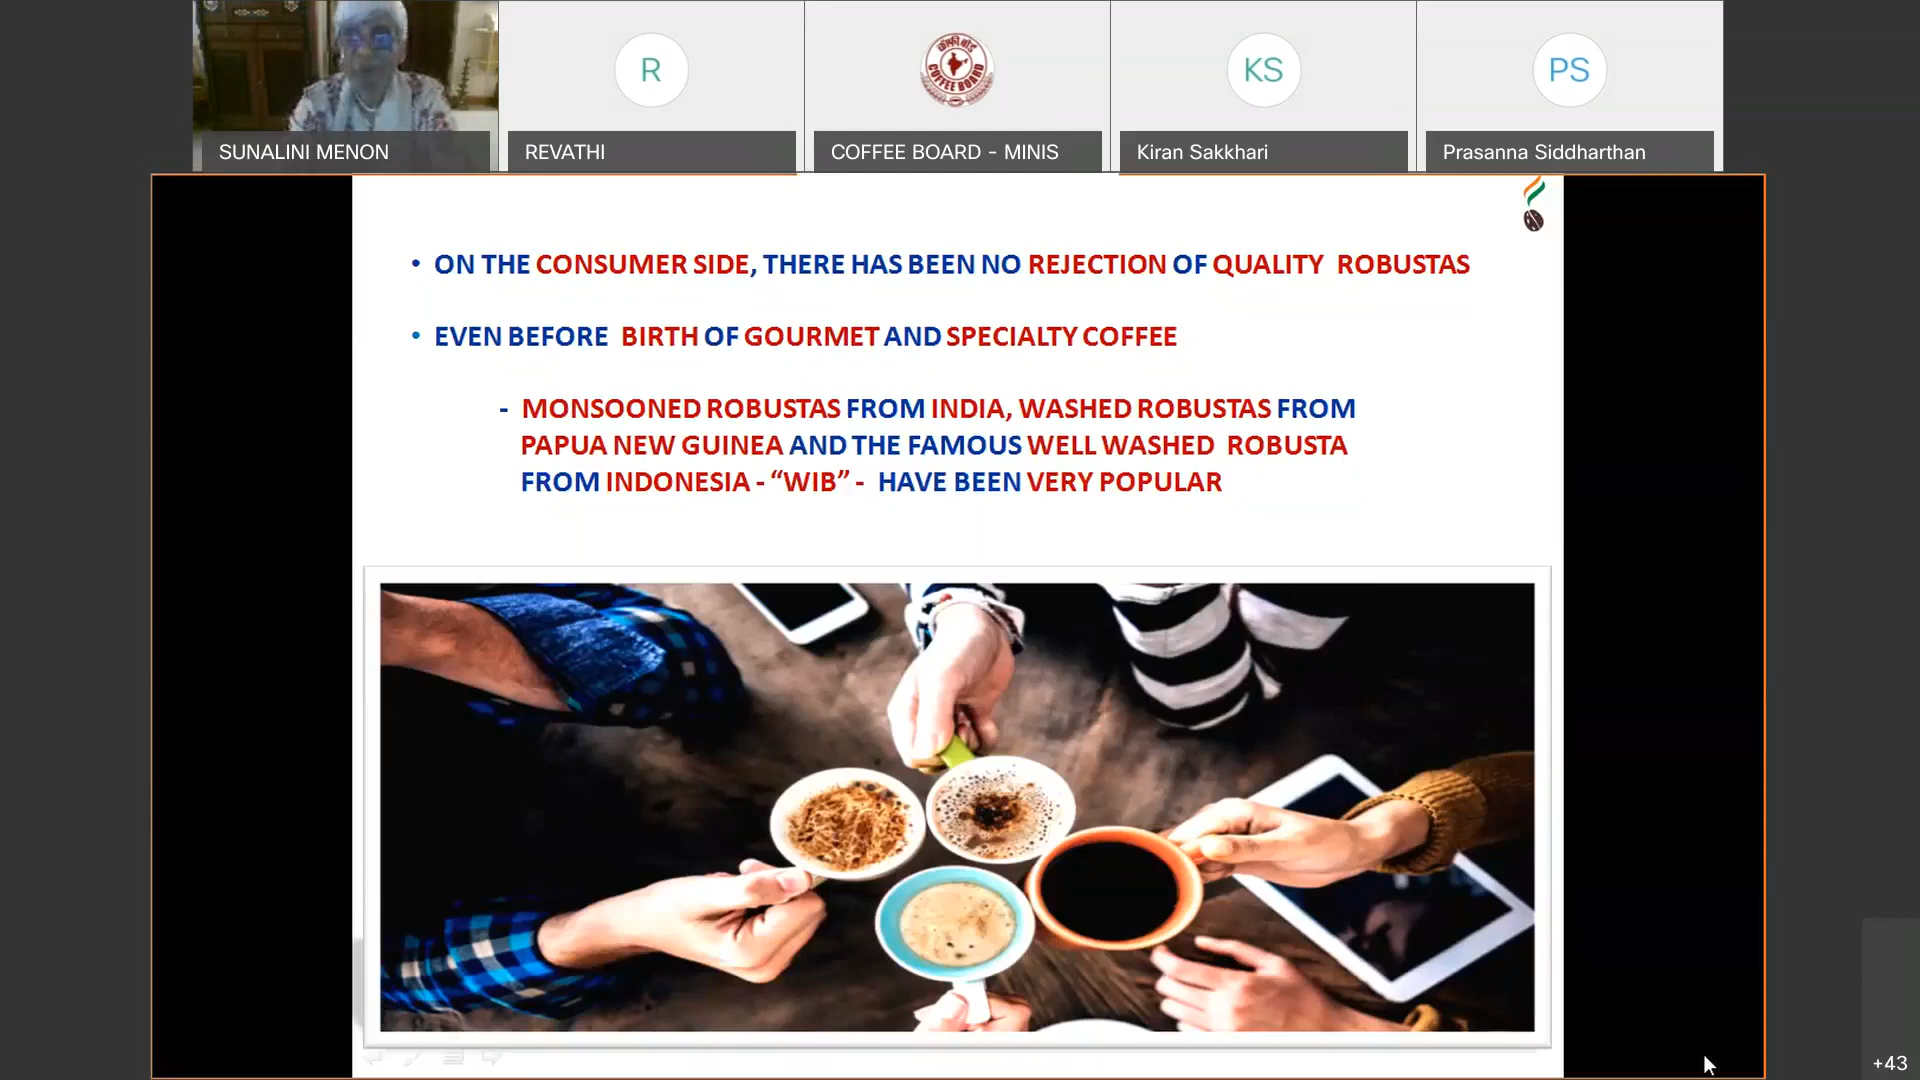 SUNALINI MENON
R
REVATHI
कॉफी बोर्ड
COFFEE BOARD
COFFEE BOARD - MINIS
KS
Kiran Sakkhari
PS
Prasanna Siddharthan
• ON THE CONSUMER SIDE, THERE HAS BEEN NO REJECTION OF QUALITY ROBUSTAS
• EVEN BEFORE BIRTH OF GOURMET AND SPECIALTY COFFEE
- MONSOONED ROBUSTAS FROM INDIA, WASHED ROBUSTAS FROM
PAPUA NEW GUINEA AND THE FAMOUS WELL WASHED ROBUSTA
FROM INDONESIA - “WIB” - HAVE BEEN VERY POPULAR
+43